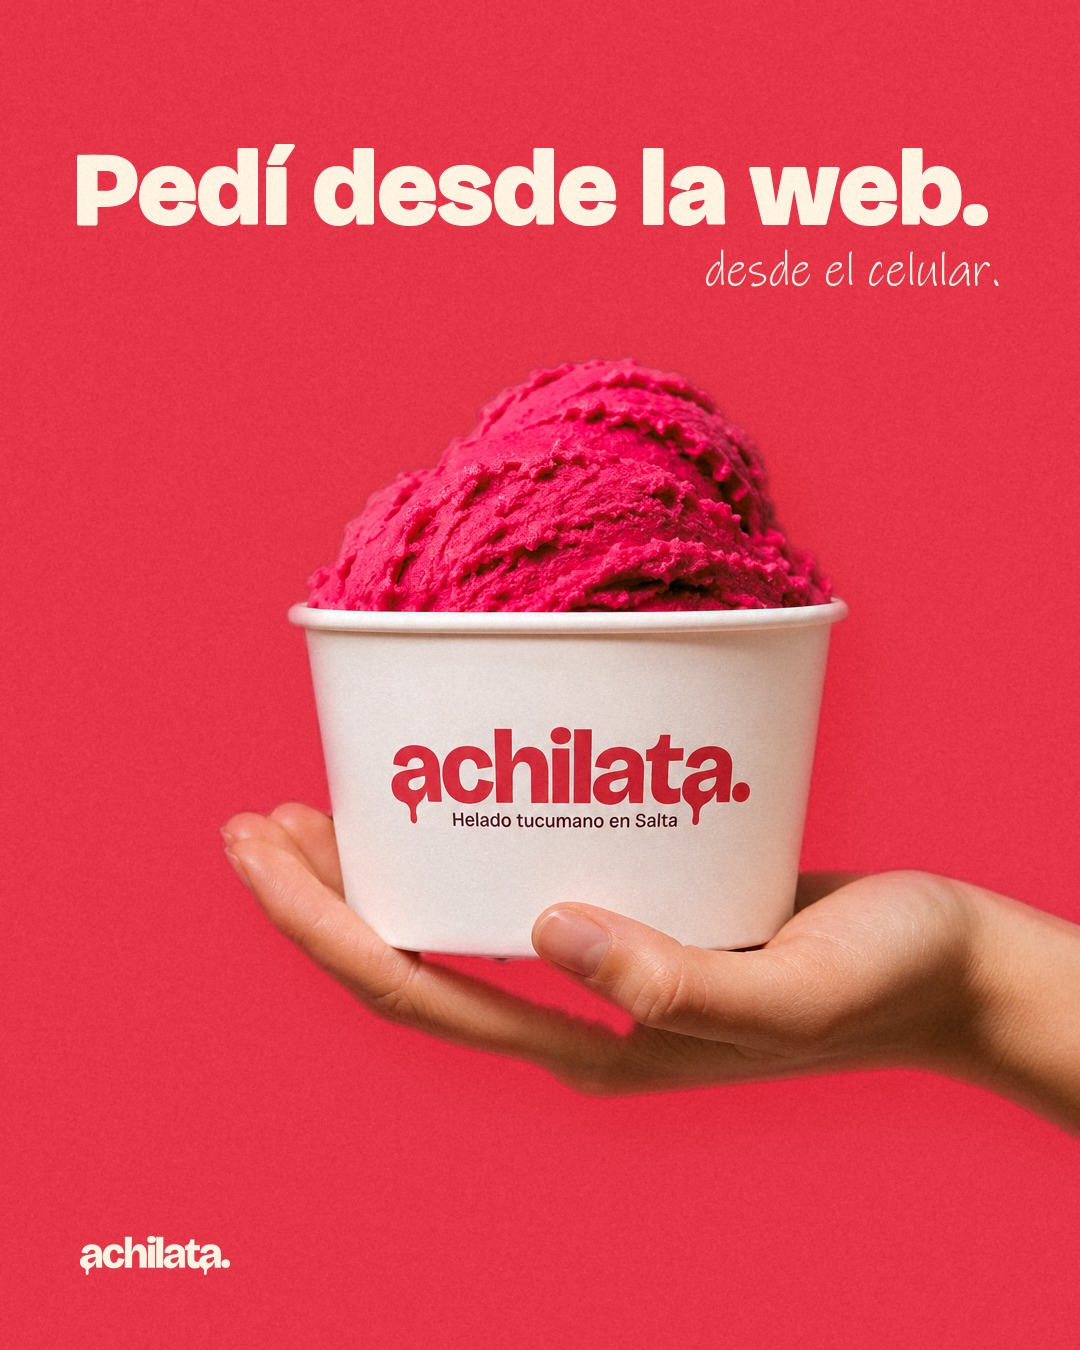 Pedí desde la web.
desde el celular.
achilata.
Helado tucumano en Salta
achilata.